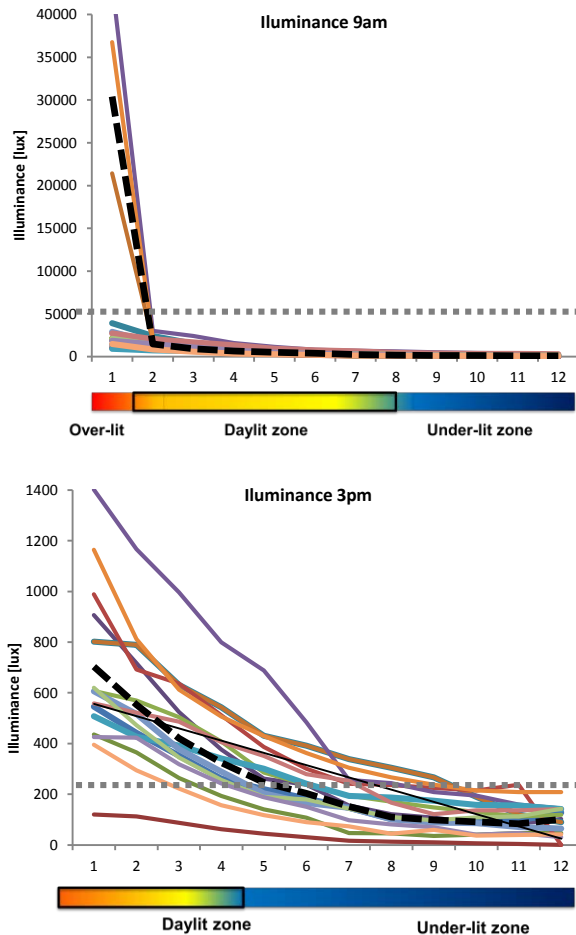 Iluminance 9am
Illuminance [lux]
40000
35000
30000
25000
20000
15000
10000
5000
0
1 2 3 4 5 6 7 8 9 10 11 12
Over-lit Daylit zone Under-lit zone
Iluminance 3pm
Illuminance [lux]
1400
1200
1000
800
600
400
200
0
1 2 3 4 5 6 7 8 9 10 11 12
Daylit zone Under-lit zone